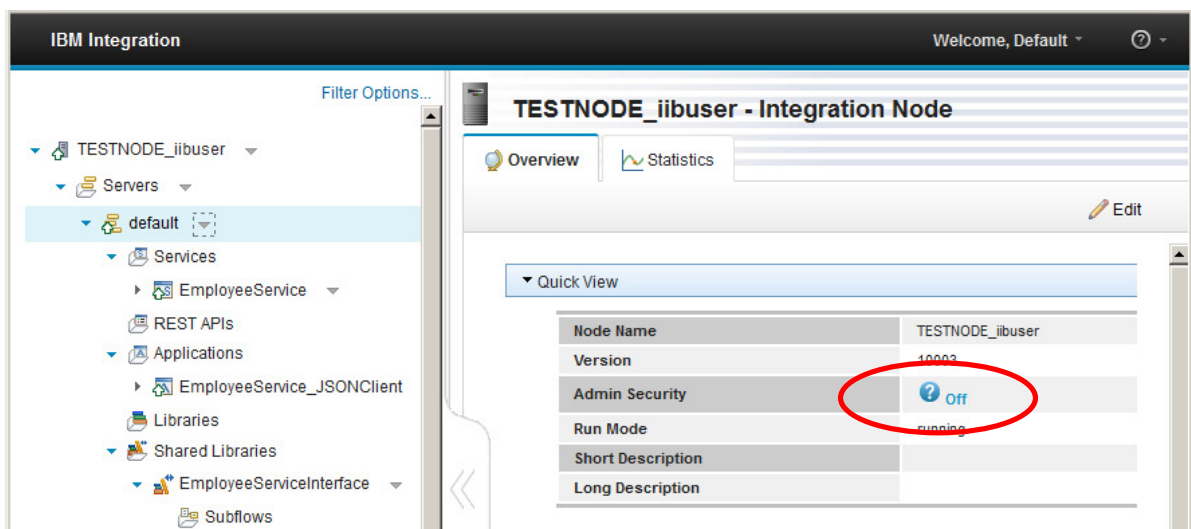 IBM Integration
Welcome, Default
Filter Options...
TESTNODE_iibuser
Servers
default
Services
EmployeeService
REST APIs
Applications
EmployeeService_JSONClient
Libraries
Shared Libraries
EmployeeServiceInterface
Subflows
TESTNODE_iibuser - Integration Node
Overview Statistics
Edit
Quick View
Node Name TESTNODE_iibuser
Version 10003
Admin Security Off
Run Mode running
Short Description
Long Description